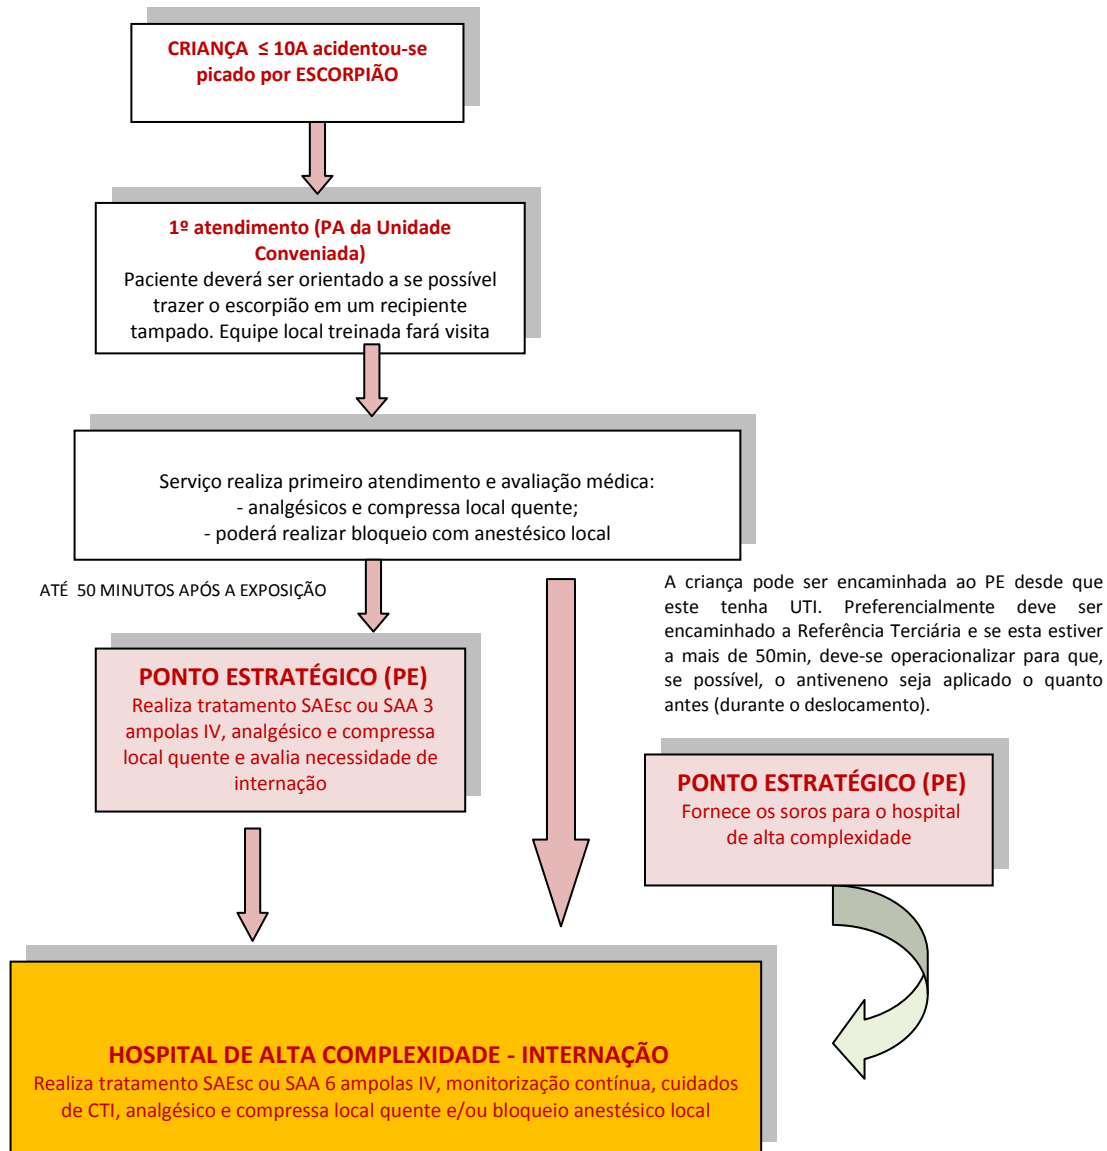 CRIANÇA ≤ 10A acidentou-se
picado por ESCORPIÃO
1º atendimento (PA da Unidade
Conveniada)
Paciente deverá ser orientado a se possível
trazer o escorpião em um recipiente
tampado. Equipe local treinada fará visita
Serviço realiza primeiro atendimento e avaliação médica:
- analgésicos e compressa local quente;
- poderá realizar bloqueio com anestésico local
ATÉ 50 MINUTOS APÓS A EXPOSIÇÃO
A criança pode ser encaminhada ao PE desde que
este tenha UTI. Preferencialmente deve ser
encaminhado a Referência Terciária e se esta estiver
a mais de 50min, deve-se operacionalizar para que,
se possível, o antiveneno seja aplicado o quanto
antes (durante o deslocamento).
PONTO ESTRATÉGICO (PE)
Realiza tratamento SAEsc ou SAA 3
ampolas IV, analgésico e compressa
local quente e avalia necessidade de
internação
PONTO ESTRATÉGICO (PE)
Fornece os soros para o hospital
de alta complexidade
HOSPITAL DE ALTA COMPLEXIDADE - INTERNAÇÃO
Realiza tratamento SAEsc ou SAA 6 ampolas IV, monitorização contínua, cuidados
de CTI, analgésico e compressa local quente e/ou bloqueio anestésico local